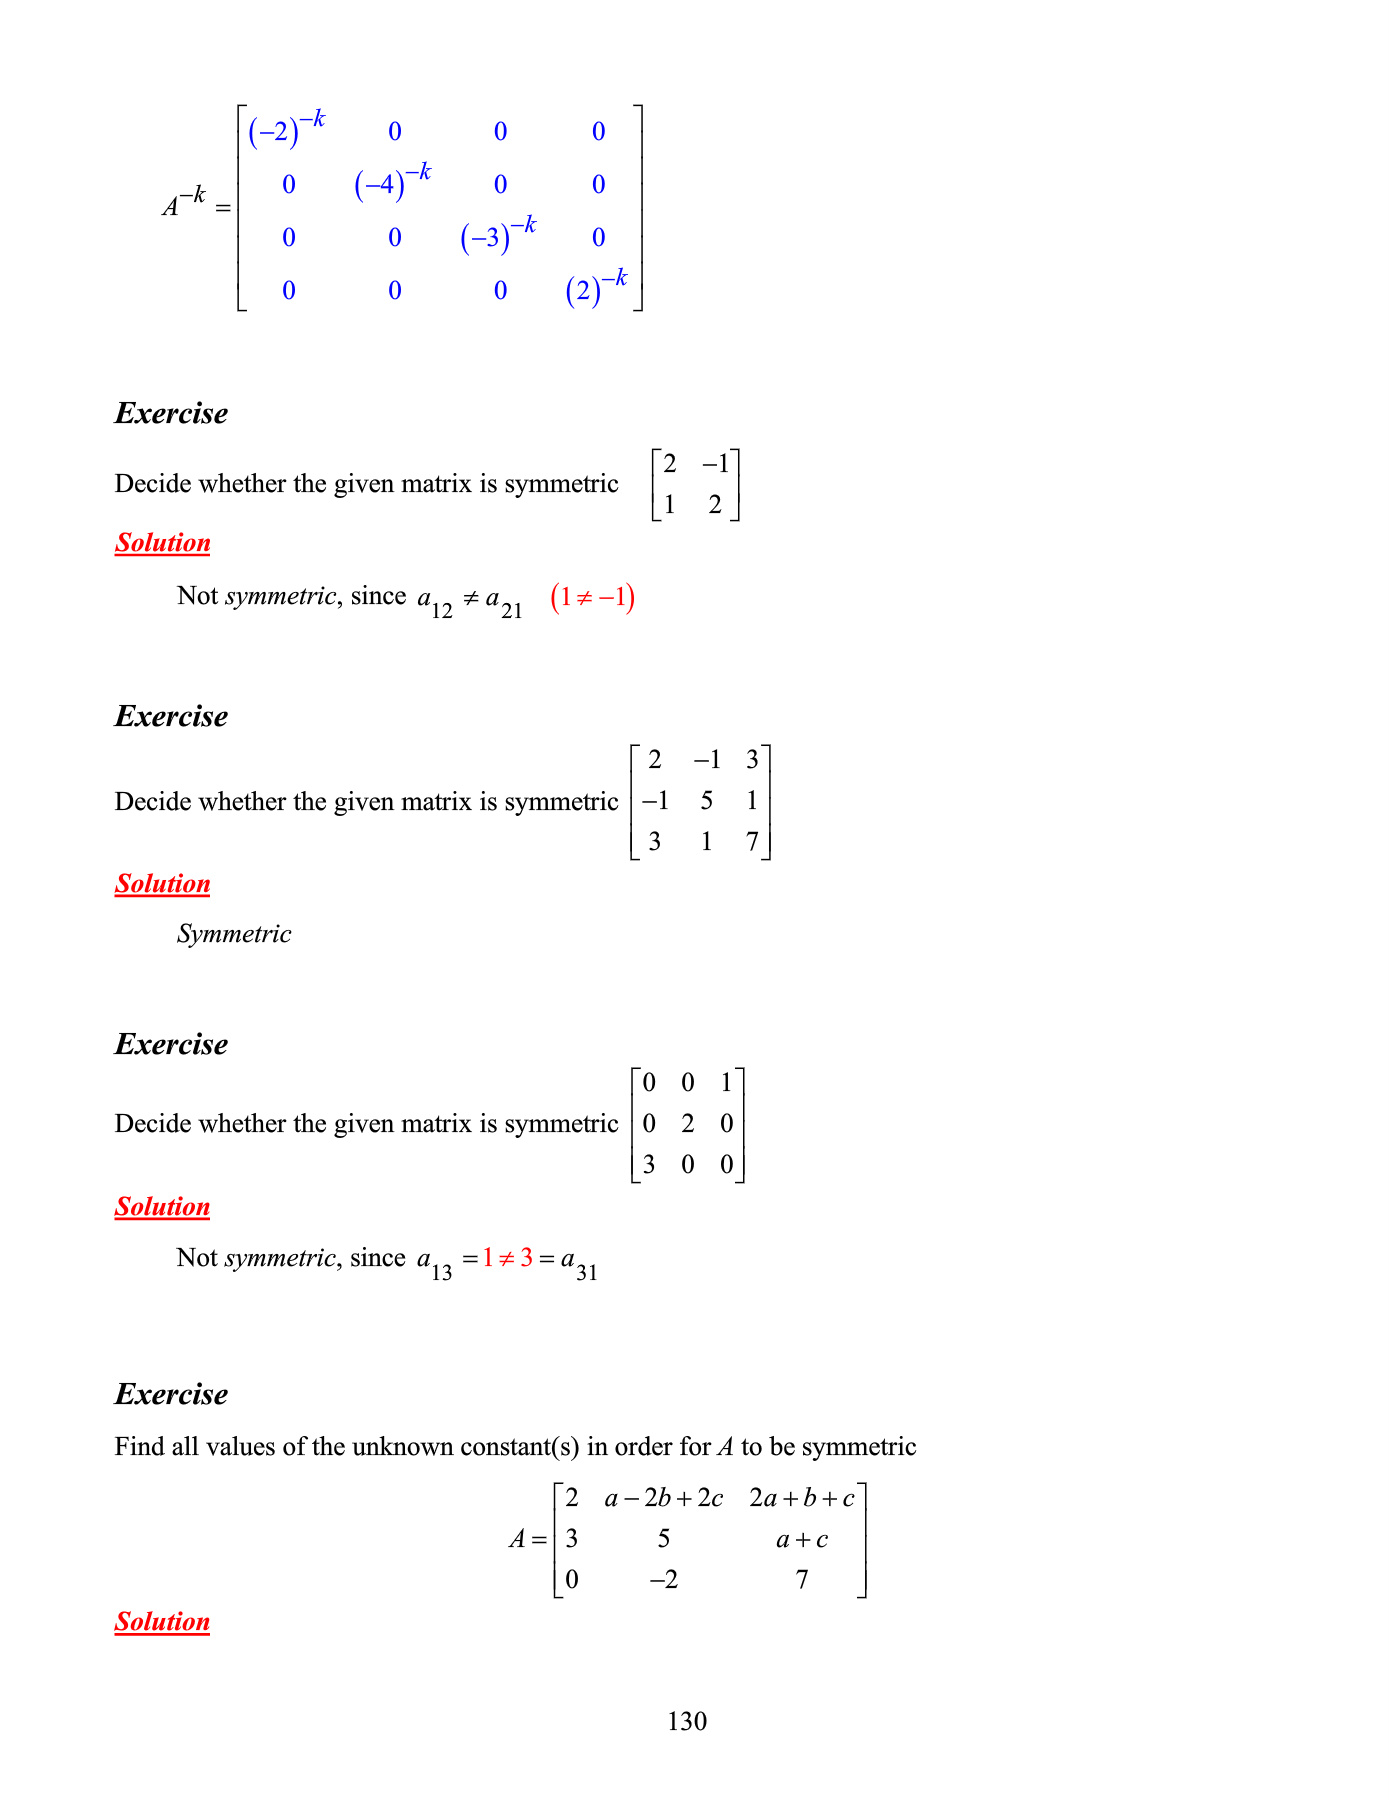 A^{-k} = \begin{bmatrix} (-2)^{-k} & 0 & 0 & 0 \\ 0 & (-4)^{-k} & 0 & 0 \\ 0 & 0 & (-3)^{-k} & 0 \\ 0 & 0 & 0 & (2)^{-k} \end{bmatrix}
Exercise
Decide whether the given matrix is symmetric \begin{bmatrix} 2 & -1 \\ 1 & 2 \end{bmatrix}
Solution
Not symmetric, since a_{12} ≠ a_{21} (1 ≠ −1)
Exercise
Decide whether the given matrix is symmetric \begin{bmatrix} 2 & -1 & 3 \\ -1 & 5 & 1 \\ 3 & 1 & 7 \end{bmatrix}
Solution
Symmetric
Exercise
Decide whether the given matrix is symmetric \begin{bmatrix} 0 & 0 & 1 \\ 0 & 2 & 0 \\ 3 & 0 & 0 \end{bmatrix}
Solution
Not symmetric, since a_{13} = 1 ≠ 3 = a_{31}
Exercise
Find all values of the unknown constant(s) in order for A to be symmetric
A = \begin{bmatrix} 2 & a-2b+2c & 2a+b+c \\ 3 & 5 & a+c \\ 0 & -2 & 7 \end{bmatrix}
Solution
130